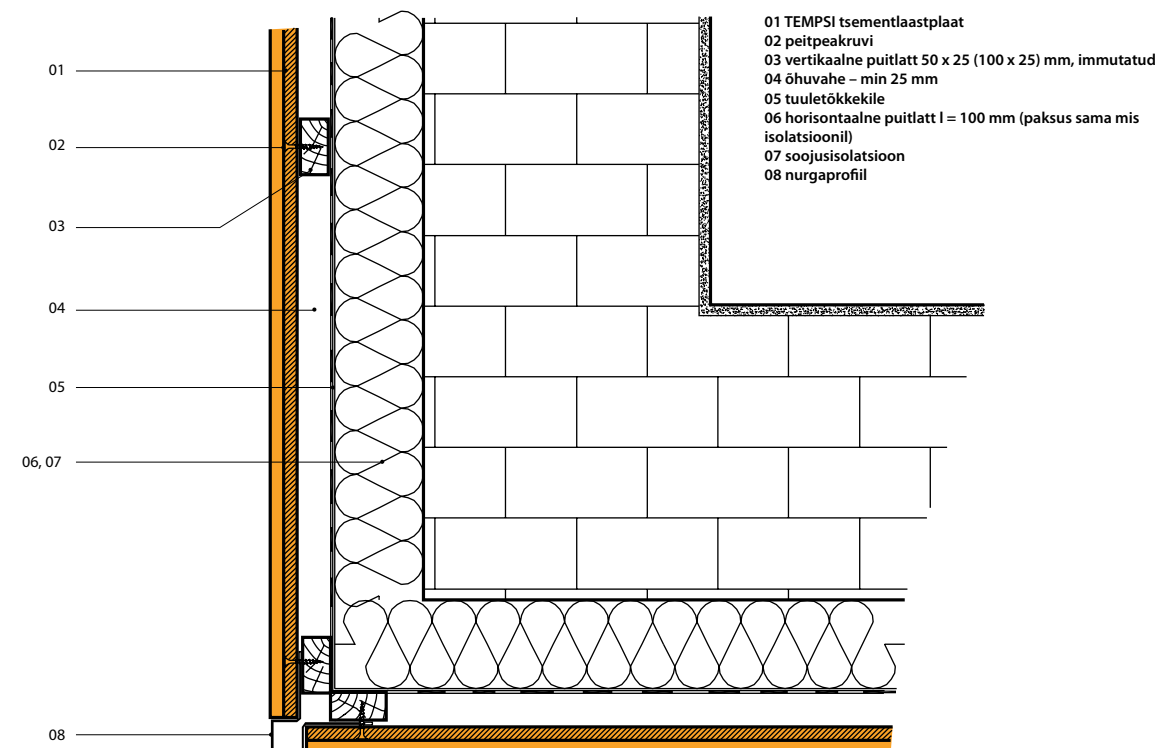 01 TEMPSI tsementlaastplaat
02 peitpeakruvi
03 vertikaalne puitlatt 50 x 25 (100 x 25) mm, immutatud
04 õhuvahe – min 25 mm
05 tuuletõkkekile
06 horisontaalne puitlatt l = 100 mm (paksus sama mis
isolatsioonil)
07 soojusisolatsioon
08 nurgaprofiil
01
02
03
04
05
06, 07
08